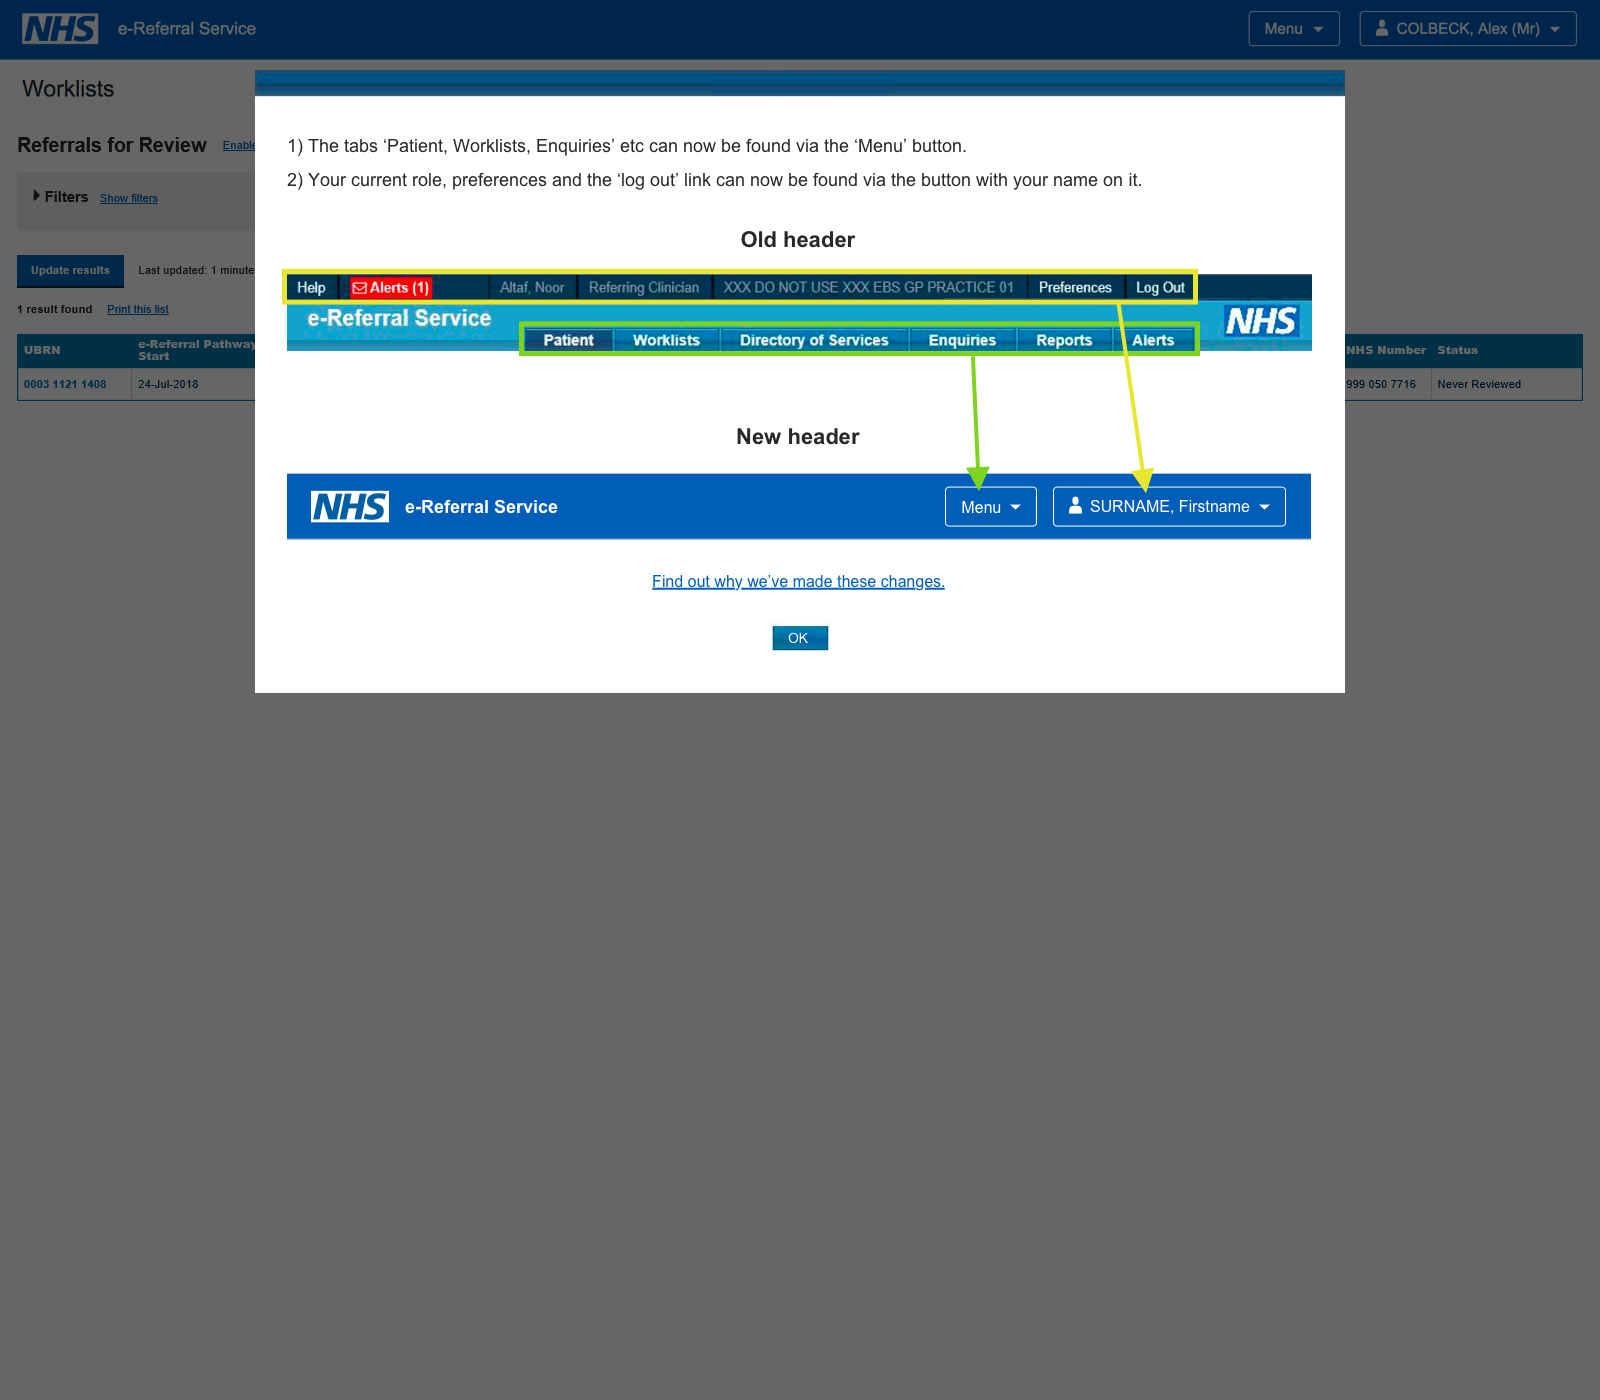 NHS e-Referral Service Menu COLBECK, Alex (Mr)
Worklists
Referrals for Review Enable
Filters Show filters
Update results Last updated: 1 minute
1 result found Print this list
UBRN e-Referral Pathway Start NHS Number Status
0003 1121 1408 24-Jul-2018 999 050 7716 Never Reviewed
1) The tabs ‘Patient, Worklists, Enquiries’ etc can now be found via the ‘Menu’ button.
2) Your current role, preferences and the ‘log out’ link can now be found via the button with your name on it.
Old header
Help Alerts (1) Altaf, Noor Referring Clinician XXX DO NOT USE XXX EBS GP PRACTICE 01 Preferences Log Out
e-Referral Service NHS
Patient Worklists Directory of Services Enquiries Reports Alerts
New header
NHS e-Referral Service Menu SURNAME, Firstname
Find out why we’ve made these changes.
OK